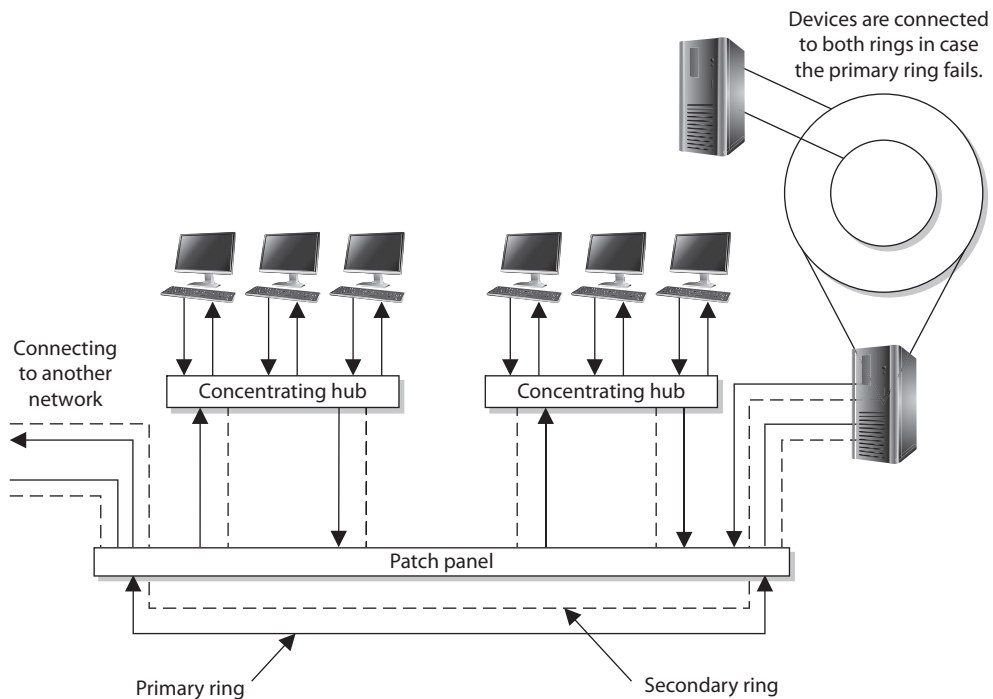 Devices are connected
to both rings in case
the primary ring fails.
Connecting
to another
network
Concentrating hub
Concentrating hub
Patch panel
Primary ring
Secondary ring